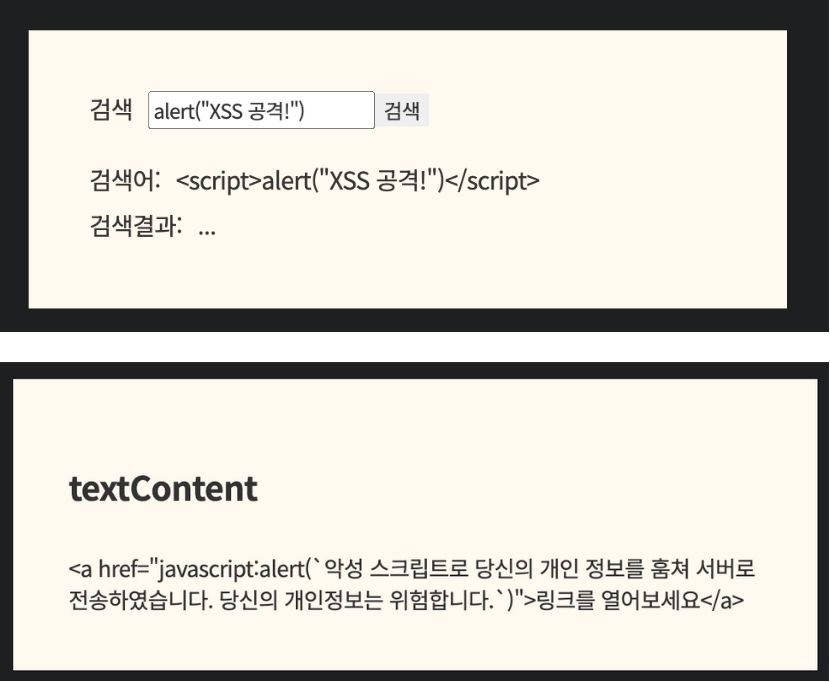 검색 alert("XSS 공격!") 검색
검색어: <script>alert("XSS 공격!")</script>
검색결과: ...
textContent
<a href="javascript:alert(`악성 스크립트로 당신의 개인 정보를 훔쳐 서버로
전송하였습니다. 당신의 개인정보는 위험합니다.`)">링크를 열어보세요</a>